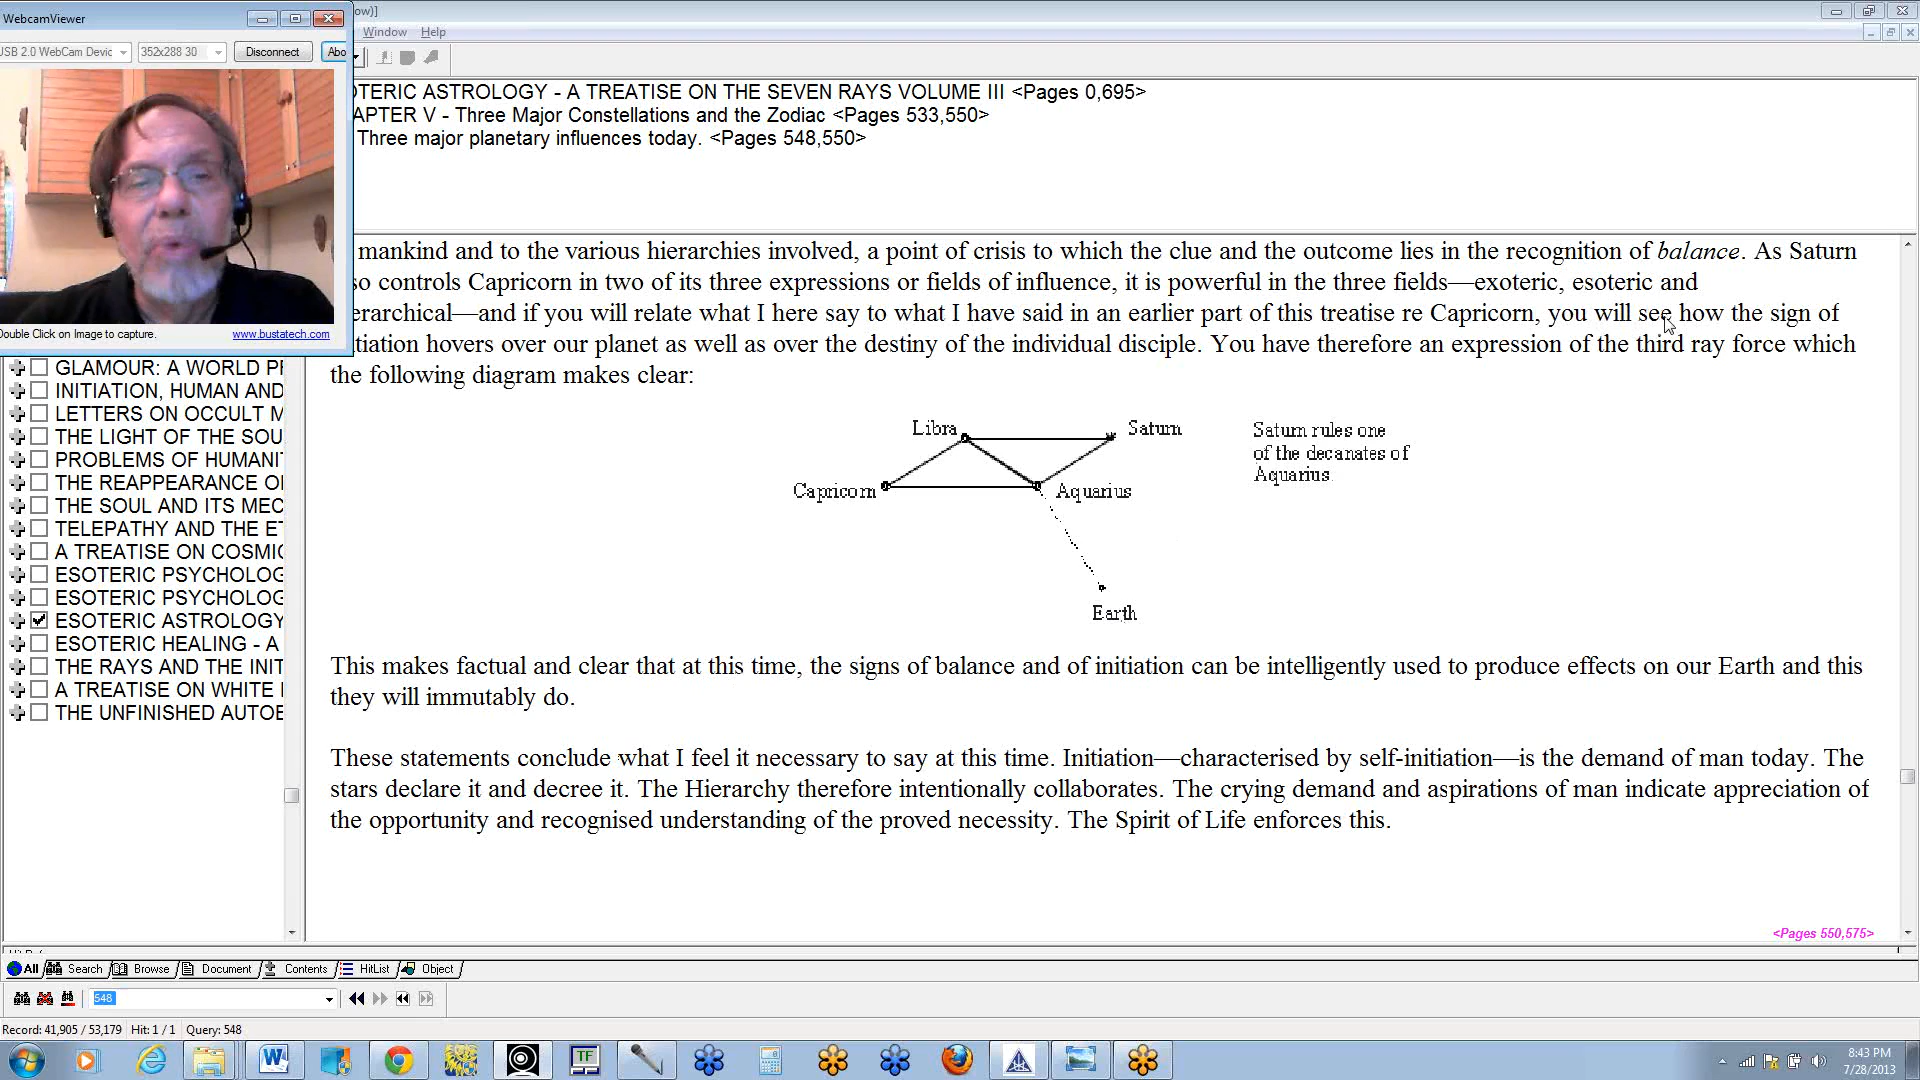 WebcamViewer
ow)]
USB 2.0 WebCam Devic
352x288 30
Disconnect
Abo
Window Help
OTERIC ASTROLOGY - A TREATISE ON THE SEVEN RAYS VOLUME III <Pages 0,695>
APTER V - Three Major Constellations and the Zodiac <Pages 533,550>
Three major planetary influences today. <Pages 548,550>
mankind and to the various hierarchies involved, a point of crisis to which the clue and the outcome lies in the recognition of balance. As Saturn
so controls Capricorn in two of its three expressions or fields of influence, it is powerful in the three fields—exoteric, esoteric and
erarchical—and if you will relate what I here say to what I have said in an earlier part of this treatise re Capricorn, you will see how the sign of
itiation hovers over our planet as well as over the destiny of the individual disciple. You have therefore an expression of the third ray force which
the following diagram makes clear:
Double Click on Image to capture.
www.bustatech.com
GLAMOUR: A WORLD PI
INITIATION, HUMAN AND
LETTERS ON OCCULT M
THE LIGHT OF THE SOU
PROBLEMS OF HUMANI
THE REAPPEARANCE O
THE SOUL AND ITS MEC
TELEPATHY AND THE ET
A TREATISE ON COSMIC
ESOTERIC PSYCHOLOG
ESOTERIC PSYCHOLOG
ESOTERIC ASTROLOGY
ESOTERIC HEALING - A
THE RAYS AND THE INIT
A TREATISE ON WHITE
THE UNFINISHED AUTOE
Libra
Saturn
Capricorn
Aquarius
Earth
Saturn rules one
of the decanates of
Aquarius.
This makes factual and clear that at this time, the signs of balance and of initiation can be intelligently used to produce effects on our Earth and this
they will immutably do.
These statements conclude what I feel it necessary to say at this time. Initiation—characterised by self-initiation—is the demand of man today. The
stars declare it and decree it. The Hierarchy therefore intentionally collaborates. The crying demand and aspirations of man indicate appreciation of
the opportunity and recognised understanding of the proved necessity. The Spirit of Life enforces this.
<Pages 550,575>
All Search Browse Document Contents HitList Object
548
Record: 41,905 / 53,179 Hit: 1 / 1 Query: 548
TF
8:43 PM
7/28/2013